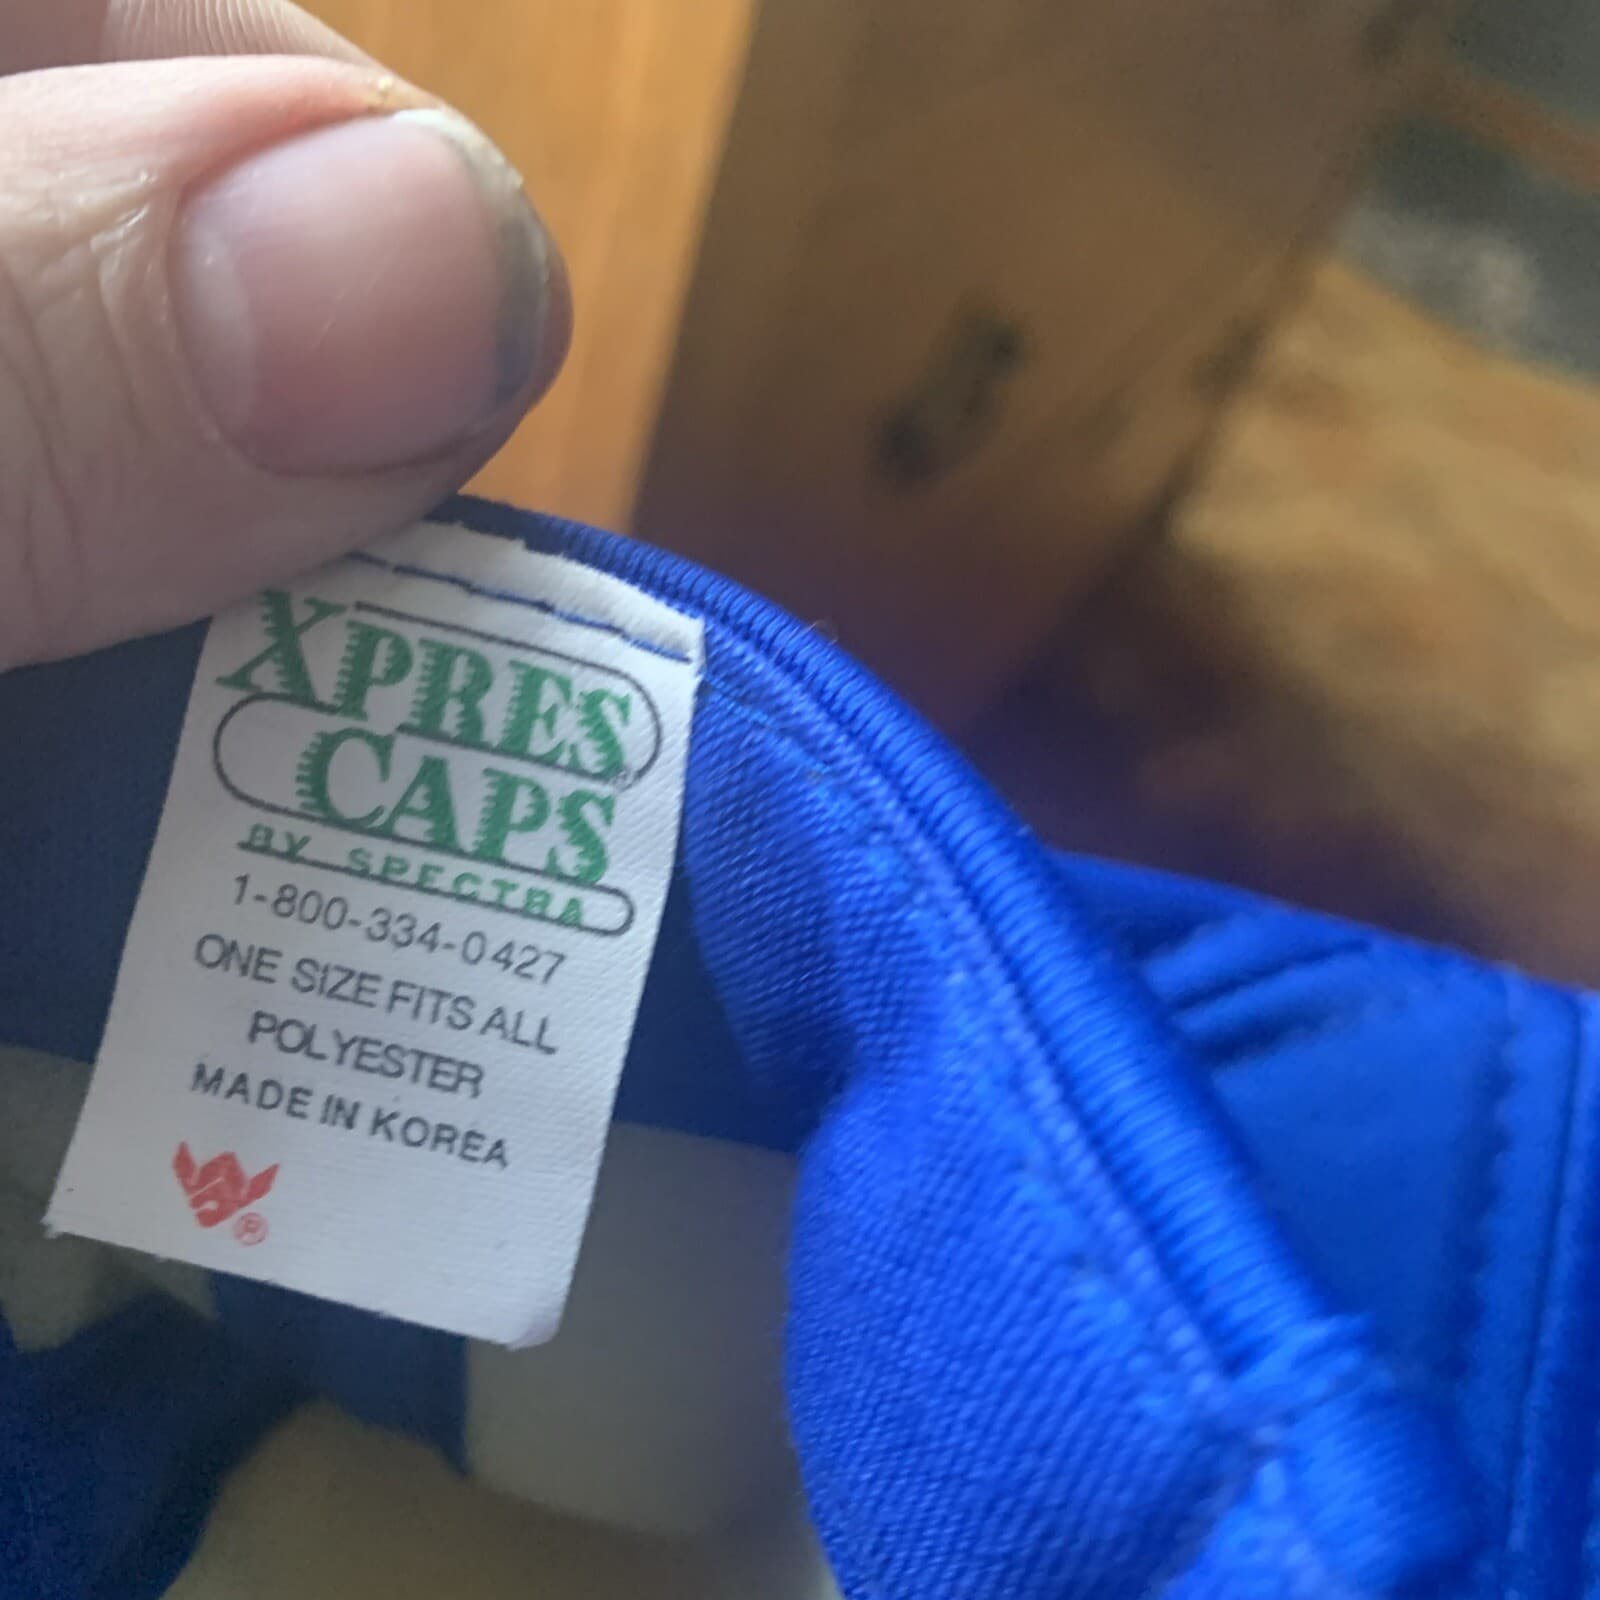 XPRES
CAPS
BY SPECTRA
1-800-334-0427
ONE SIZE FITS ALL
POLYESTER
MADE IN KOREA
®